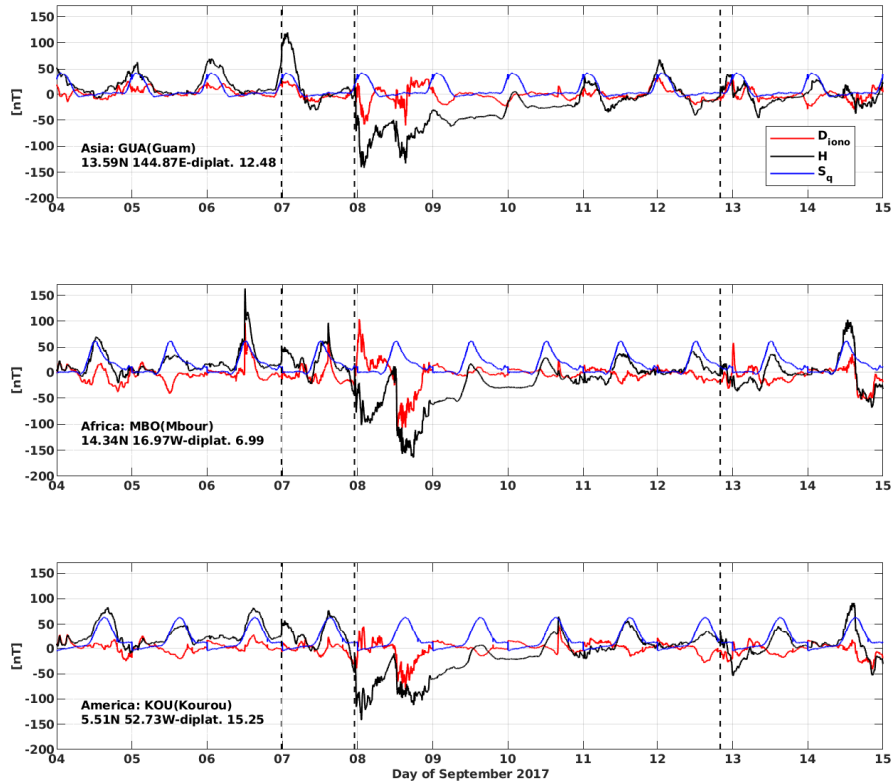 150
100
50
0
-50
-100
-150
-200
[nT]
Asia: GUA(Guam)
13.59N 144.87E-diplat. 12.48
D_iono
H
S_q
04 05 06 07 08 09 10 11 12 13 14 15
150
100
50
0
-50
-100
-150
-200
[nT]
Africa: MBO(Mbour)
14.34N 16.97W-diplat. 6.99
04 05 06 07 08 09 10 11 12 13 14 15
150
100
50
0
-50
-100
-150
-200
[nT]
America: KOU(Kourou)
5.51N 52.73W-diplat. 15.25
04 05 06 07 08 09 10 11 12 13 14 15
Day of September 2017